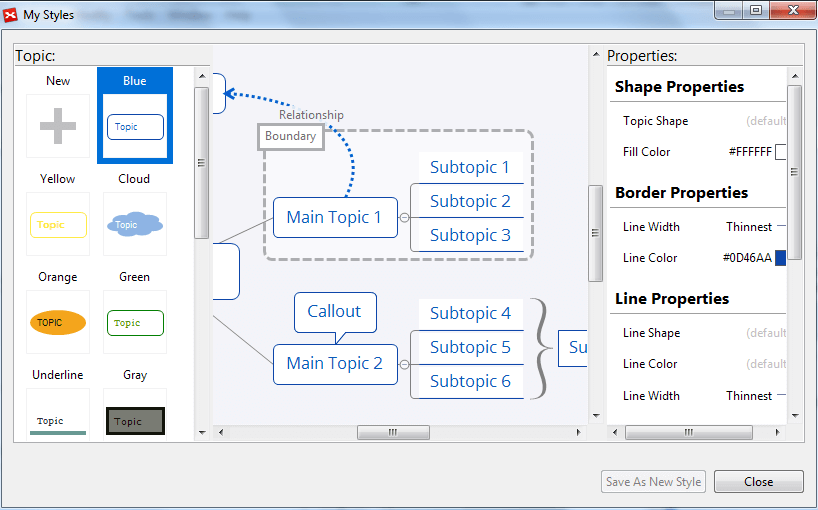 My Styles
Topic:
New
Blue
Topic
Yellow
Cloud
Topic
Topic
Orange
Green
TOPIC
Topic
Underline
Gray
Topic
Topic
Relationship
Boundary
Main Topic 1
Subtopic 1
Subtopic 2
Subtopic 3
Callout
Main Topic 2
Subtopic 4
Subtopic 5
Subtopic 6
Su
Properties:
Shape Properties
Topic Shape (default
Fill Color #FFFFFF
Border Properties
Line Width Thinnest
Line Color #0D46AA
Line Properties
Line Shape (default
Line Color (default
Line Width Thinnest
Save As New Style
Close